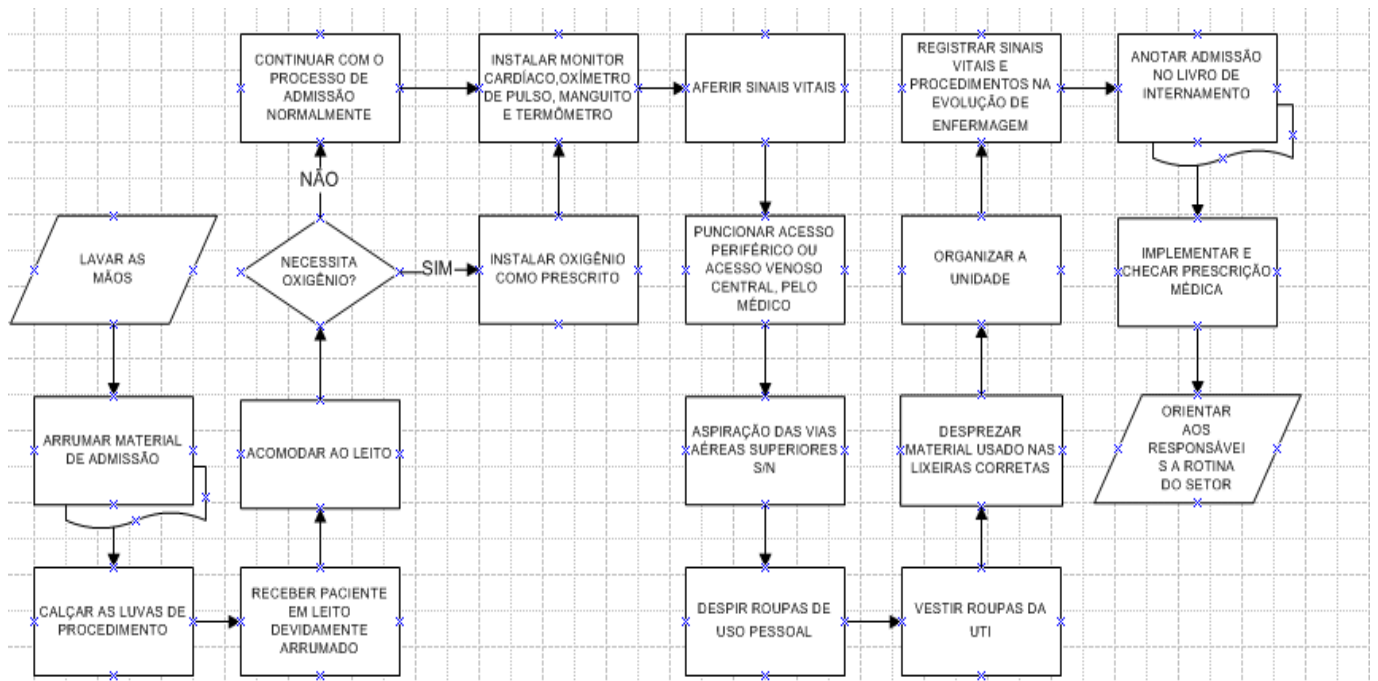 LAVAR AS
MÃOS
ARRUMAR MATERIAL
DE ADMISSÃO
CALÇAR AS LUVAS DE
PROCEDIMENTO
RECEBER PACIENTE
EM LEITO
DEVIDAMENTE
ARRUMADO
ACOMODAR AO LEITO
NECESSITA
OXIGÊNIO?
NÃO
CONTINUAR COM O
PROCESSO DE
ADMISSÃO
NORMALMENTE
SIM
INSTALAR OXIGÊNIO
COMO PRESCRITO
INSTALAR MONITOR
CARDÍACO,OXÍMETRO
DE PULSO, MANGUITO
E TERMÔMETRO
AFERIR SINAIS VITAIS
PUNCIONAR ACESSO
PERIFÉRICO OU
ACESSO VENOSO
CENTRAL, PELO
MÉDICO
ASPIRAÇÃO DAS VIAS
AÉREAS SUPERIORES
S/N
DESPIR ROUPAS DE
USO PESSOAL
VESTIR ROUPAS DA
UTI
DESPREZAR
MATERIAL USADO NAS
LIXEIRAS CORRETAS
ORGANIZAR A
UNIDADE
REGISTRAR SINAIS
VITAIS E
PROCEDIMENTOS NA
EVOLUÇÃO DE
ENFERMAGEM
ANOTAR ADMISSÃO
NO LIVRO DE
INTERNAMENTO
IMPLEMENTAR E
CHECAR PRESCRIÇÃO
MÉDICA
ORIENTAR
AOS
RESPONSÁVEI
S A ROTINA
DO SETOR